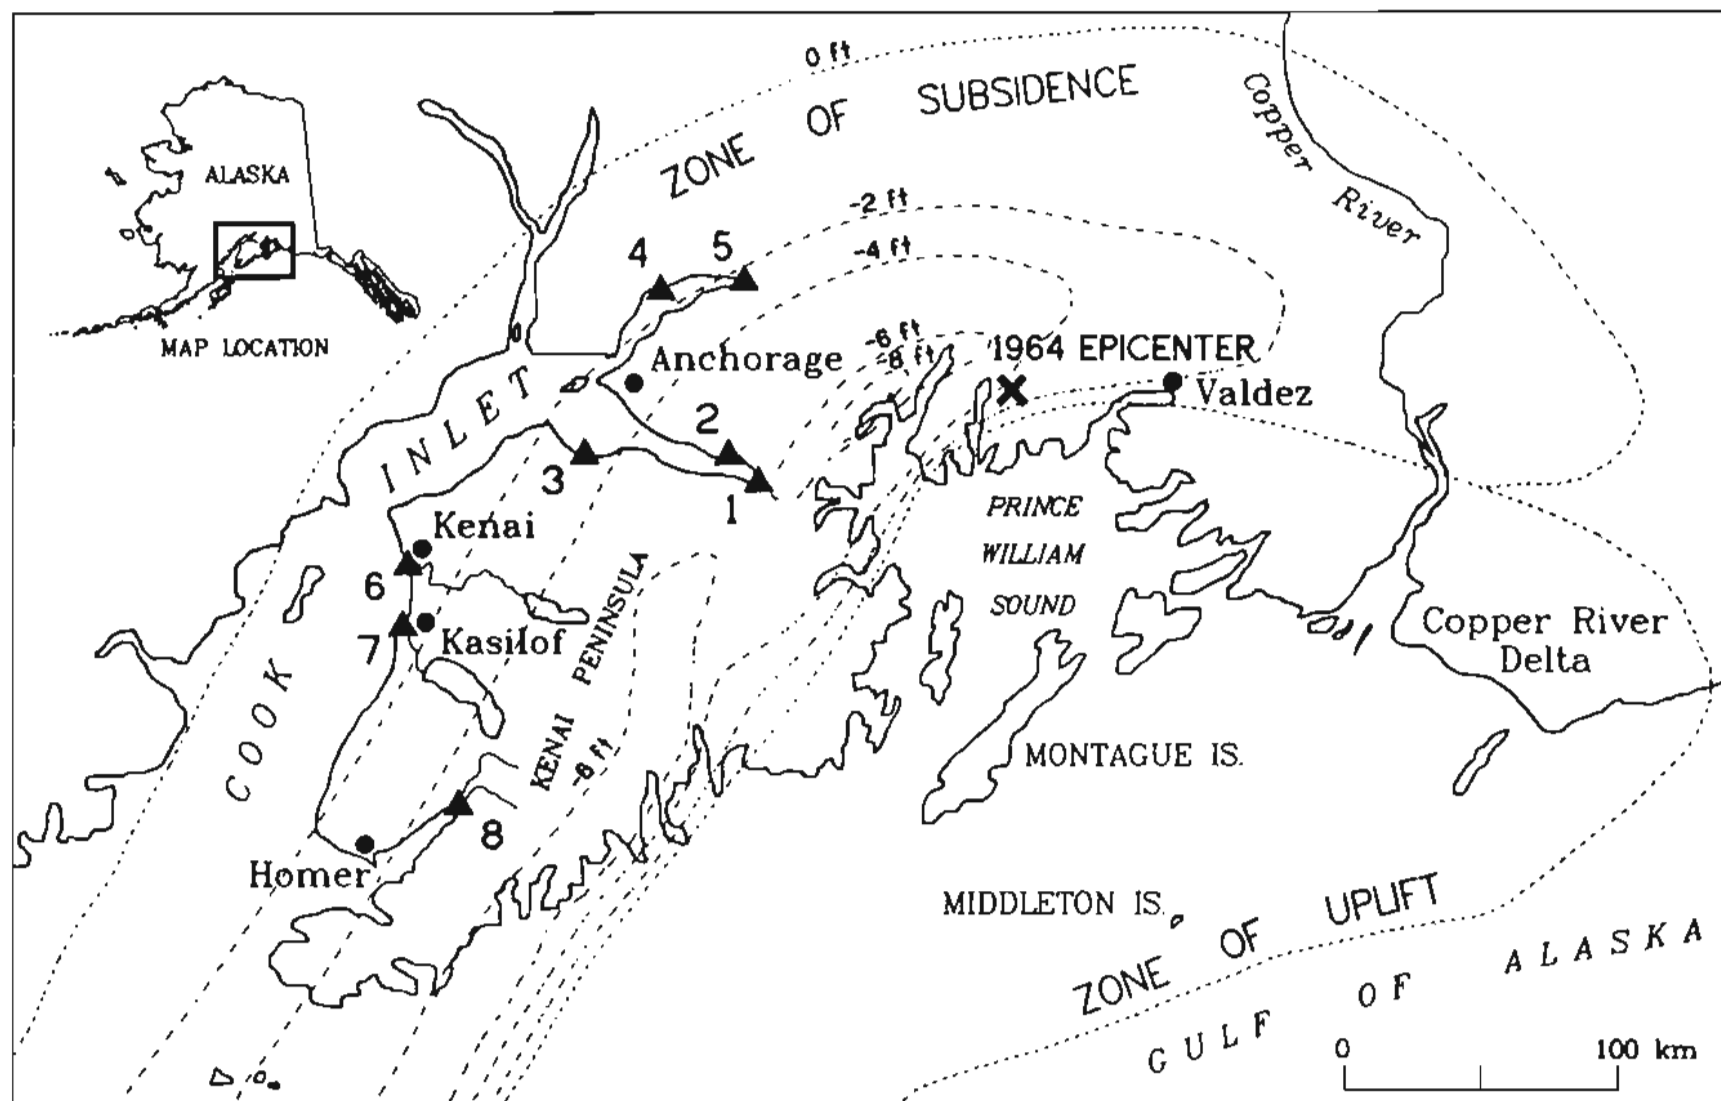 0 ft
ZONE OF SUBSIDENCE
Copper River
ALASKA
MAP LOCATION
-2 ft
-4 ft
-6 ft
-8 ft
4
5
1964 EPICENTER
Anchorage
Valdez
COOK INLET
2
3
1
Kenai
6
7
Kasilof
KENAI PENINSULA
PRINCE
WILLIAM
SOUND
Copper River
Delta
MONTAGUE IS.
8
Homer
MIDDLETON IS.
ZONE OF UPLIFT
GULF OF ALASKA
0
100 km